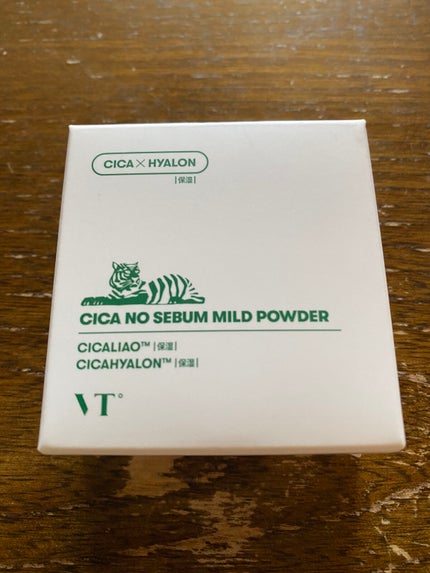 CICA×HYALON
|保湿|
CICA NO SEBUM MILD POWDER
CICALIAO™ |保湿|
CICAHYALON™ |保湿|
VT°